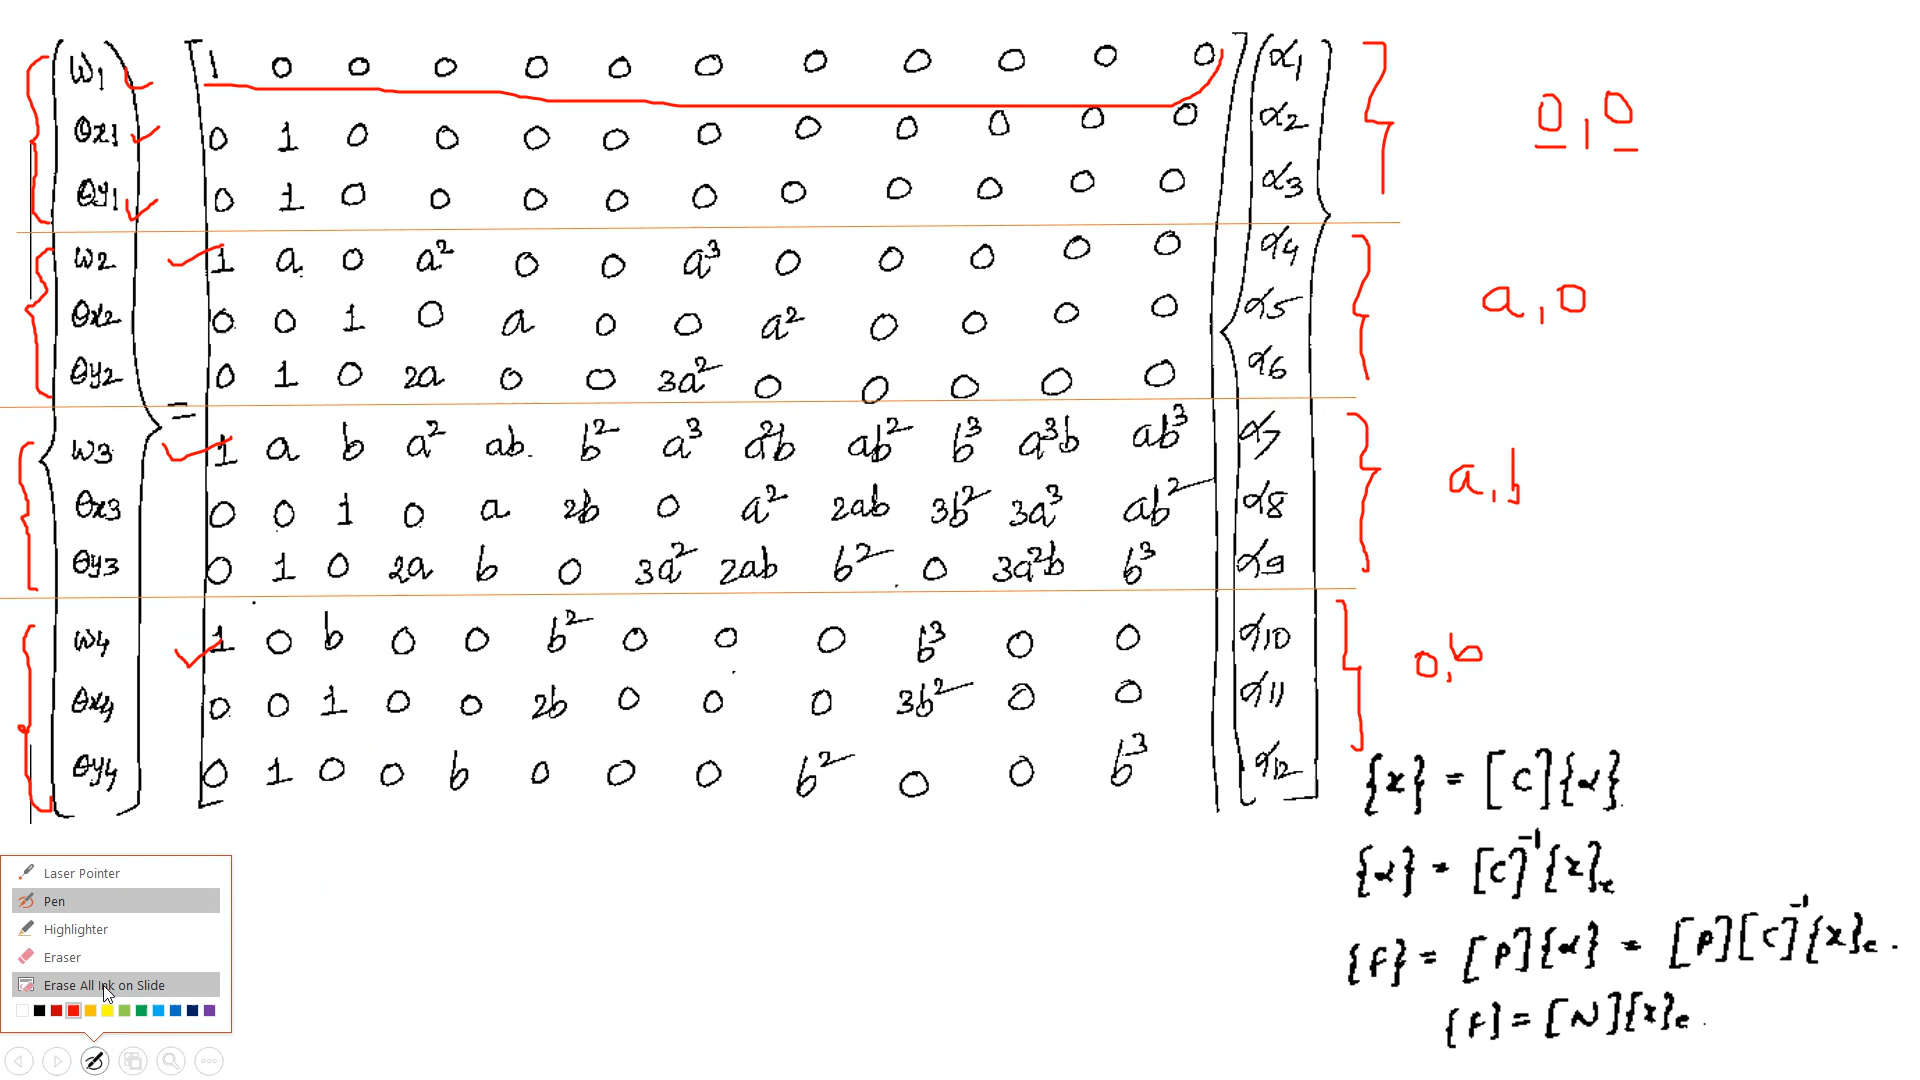 w1 1 0 0 0 0 0 0 0 0 0 0 0 α1
θx1 0 1 0 0 0 0 0 0 0 0 0 0 α2 0,0
θy1 0 1 0 0 0 0 0 0 0 0 0 0 α3
w2 1 a 0 a² 0 0 a³ 0 0 0 0 0 α4
θx2 0 0 1 0 a 0 0 a² 0 0 0 0 α5 a,0
θy2 0 1 0 2a 0 0 3a² 0 0 0 0 0 α6
=
w3 1 a b a² ab b² a³ a²b ab² b³ a³b ab³ α7
θx3 0 0 1 0 a 2b 0 a² 2ab 3b² 3a³ ab² α8 a,b
θy3 0 1 0 2a b 0 3a² 2ab b² 0 3a²b b³ α9
w4 1 0 b 0 0 b² 0 0 0 b³ 0 0 α10 0,b
θx4 0 0 1 0 0 2b 0 0 0 3b² 0 0 α11
θy4 0 1 0 0 b 0 0 0 b² 0 0 b³ α12
{x} = [C]{α}
{α} = [C]⁻¹{x}e
{f} = [P]{α} = [P][C]⁻¹{x}e.
{f} = [N]{x}e.
Laser Pointer
Pen
Highlighter
Eraser
Erase All Ink on Slide